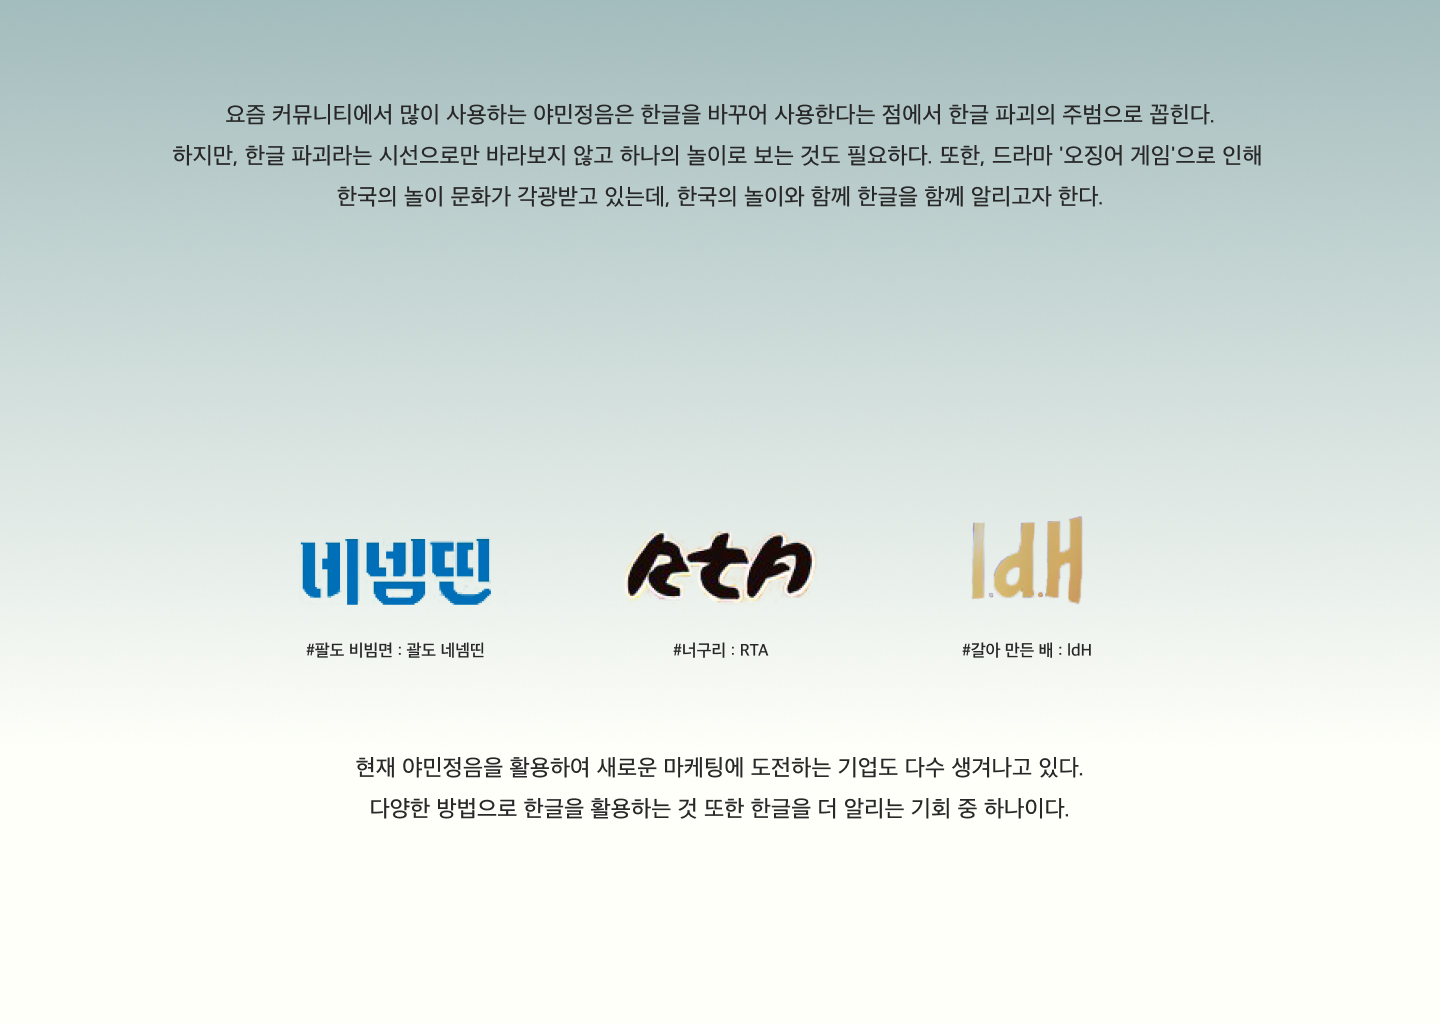 요즘 커뮤니티에서 많이 사용하는 야민정음은 한글을 바꾸어 사용한다는 점에서 한글 파괴의 주범으로 꼽힌다.
하지만, 한글 파괴라는 시선으로만 바라보지 않고 하나의 놀이로 보는 것도 필요하다. 또한, 드라마 '오징어 게임'으로 인해
한국의 놀이 문화가 각광받고 있는데, 한국의 놀이와 함께 한글을 함께 알리고자 한다.
네넴띤
RtA
l.d.H
#팔도 비빔면 : 괄도 네넴띤
#너구리 : RTA
#갈아 만든 배 : ldH
현재 야민정음을 활용하여 새로운 마케팅에 도전하는 기업도 다수 생겨나고 있다.
다양한 방법으로 한글을 활용하는 것 또한 한글을 더 알리는 기회 중 하나이다.